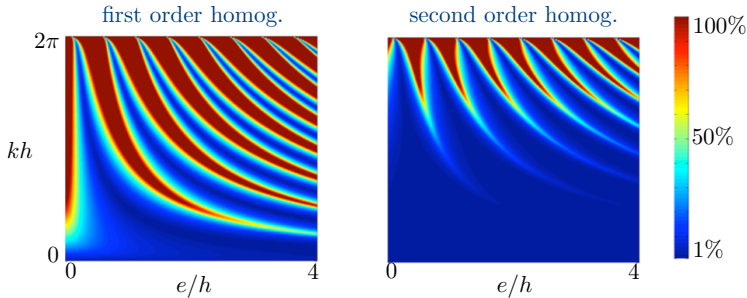 first order homog.
second order homog.
2π
kh
0
0
4
e/h
0
4
e/h
100%
50%
1%